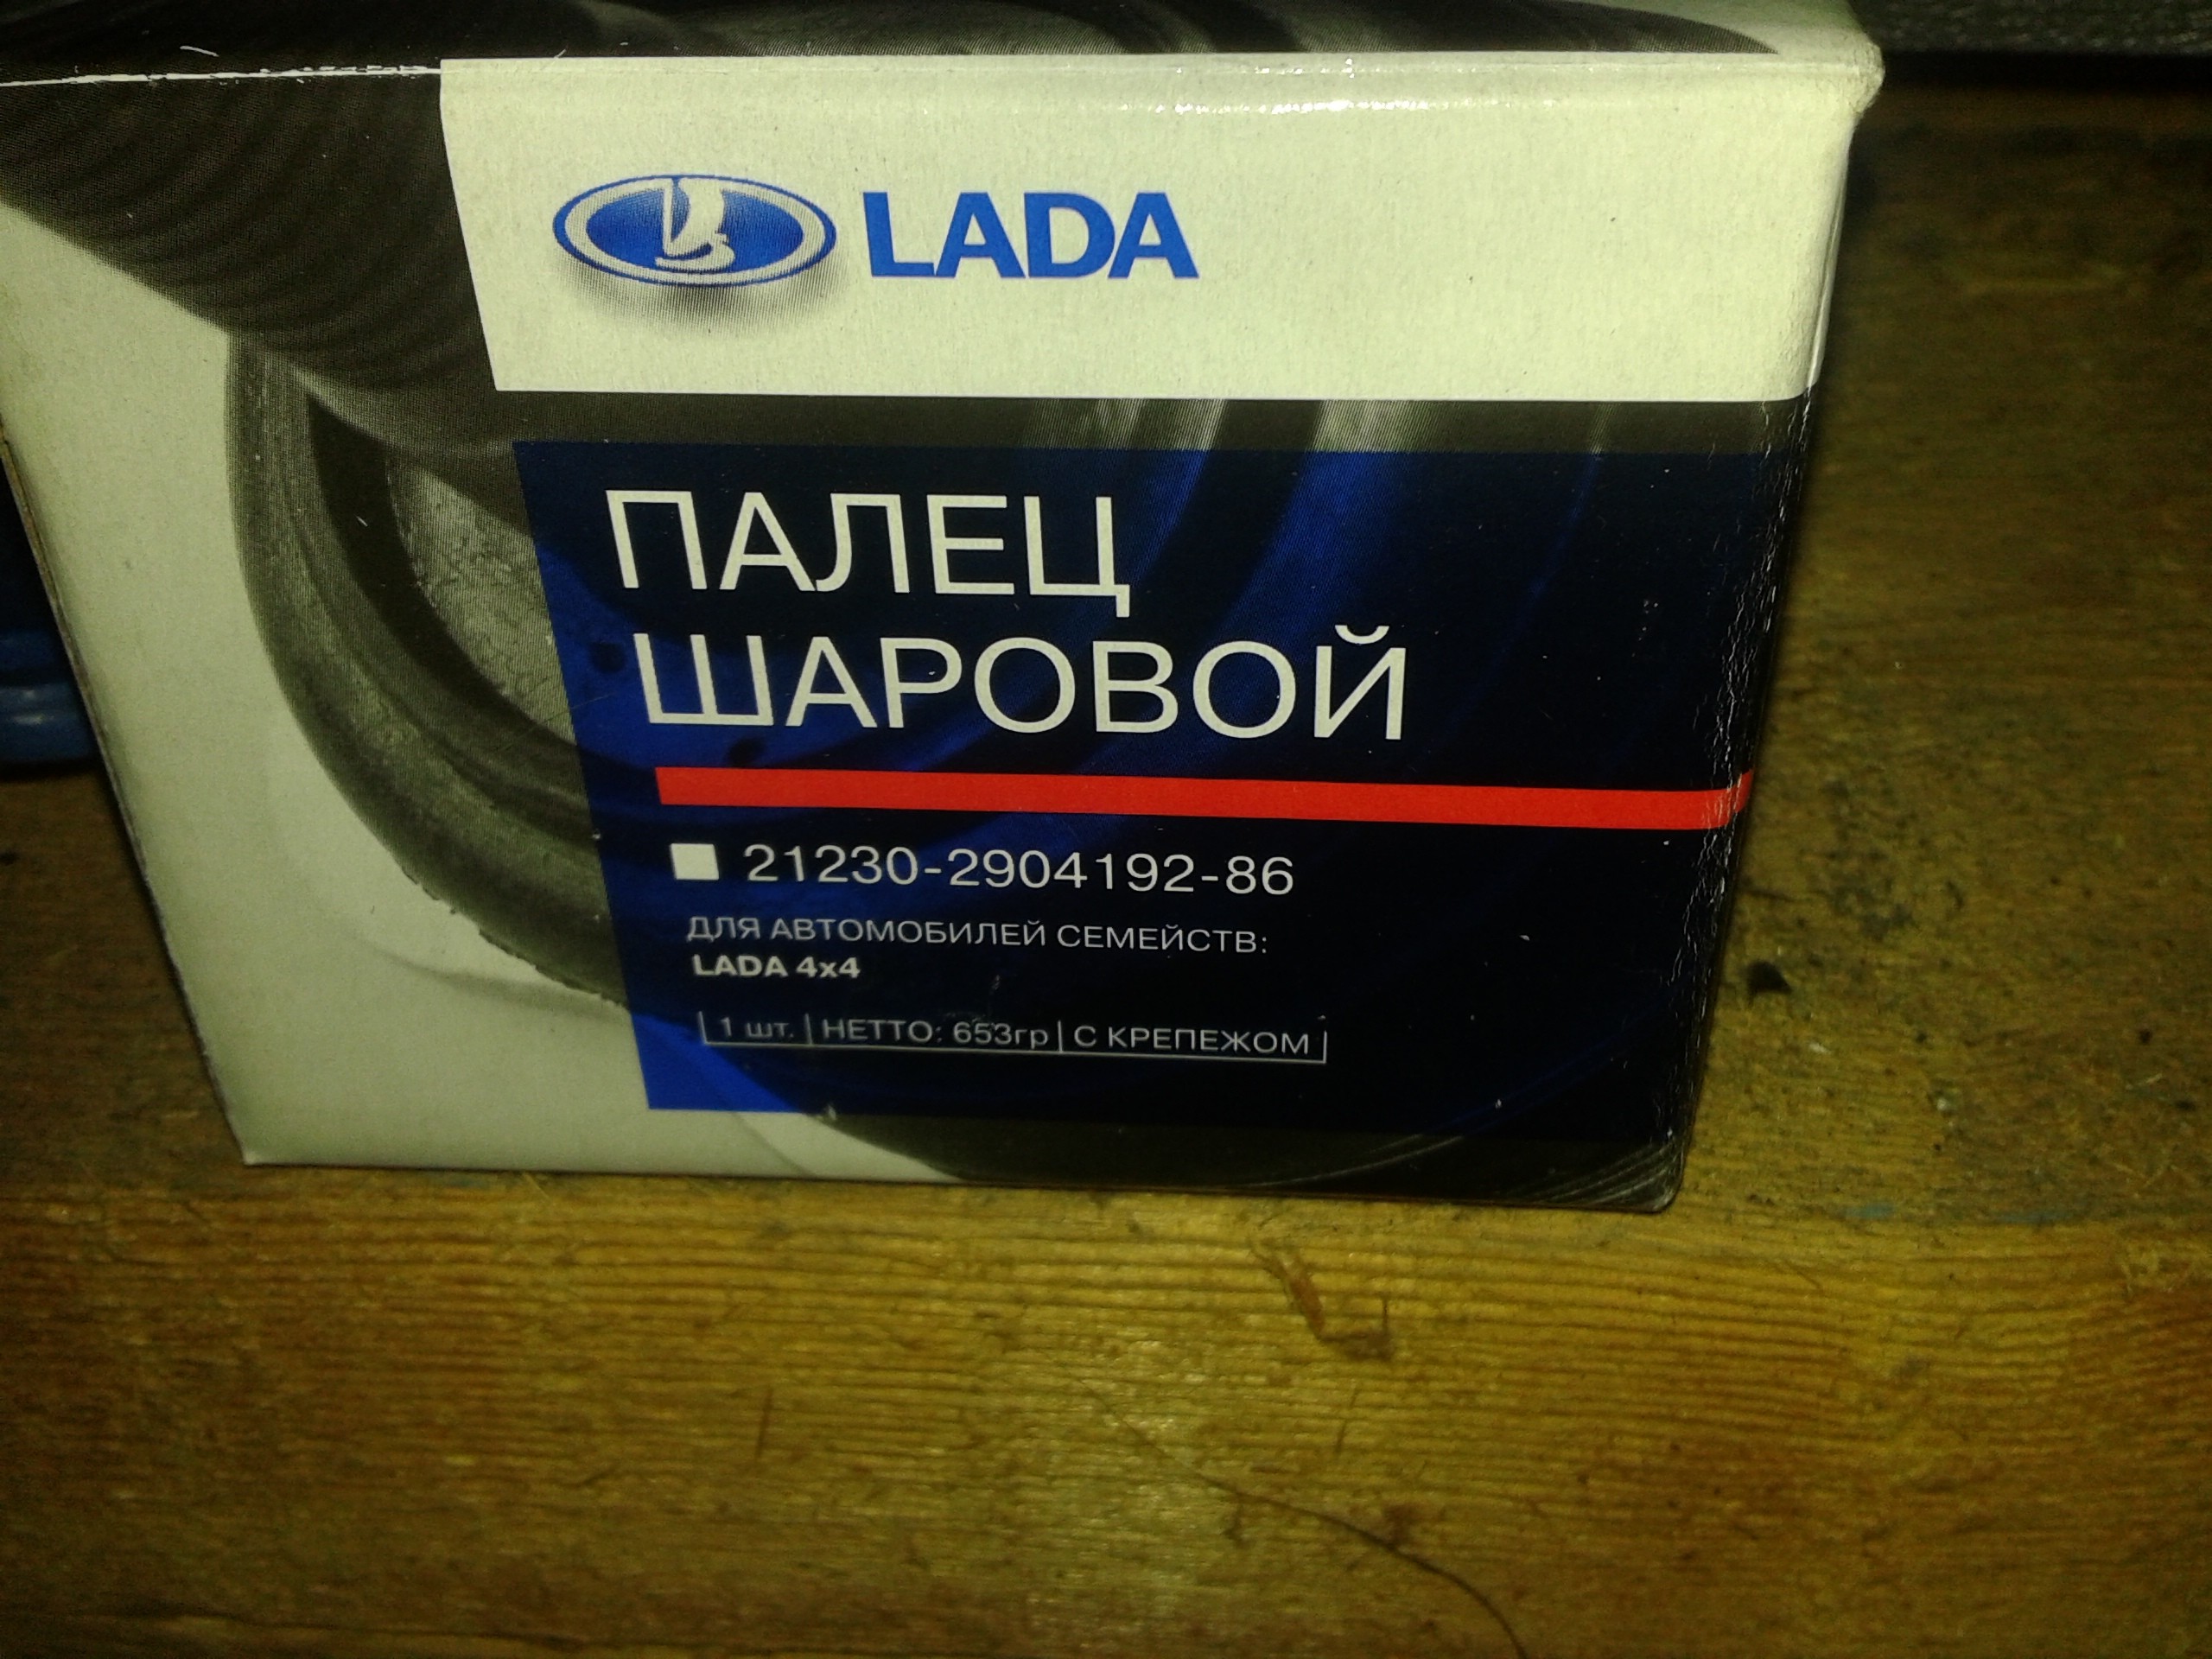 LADA
ПАЛЕЦ
ШАРОВОЙ
21230-2904192-86
ДЛЯ АВТОМОБИЛЕЙ СЕМЕЙСТВ:
LADA 4x4
1 шт. | НЕТТО: 653гр | С КРЕПЕЖОМ